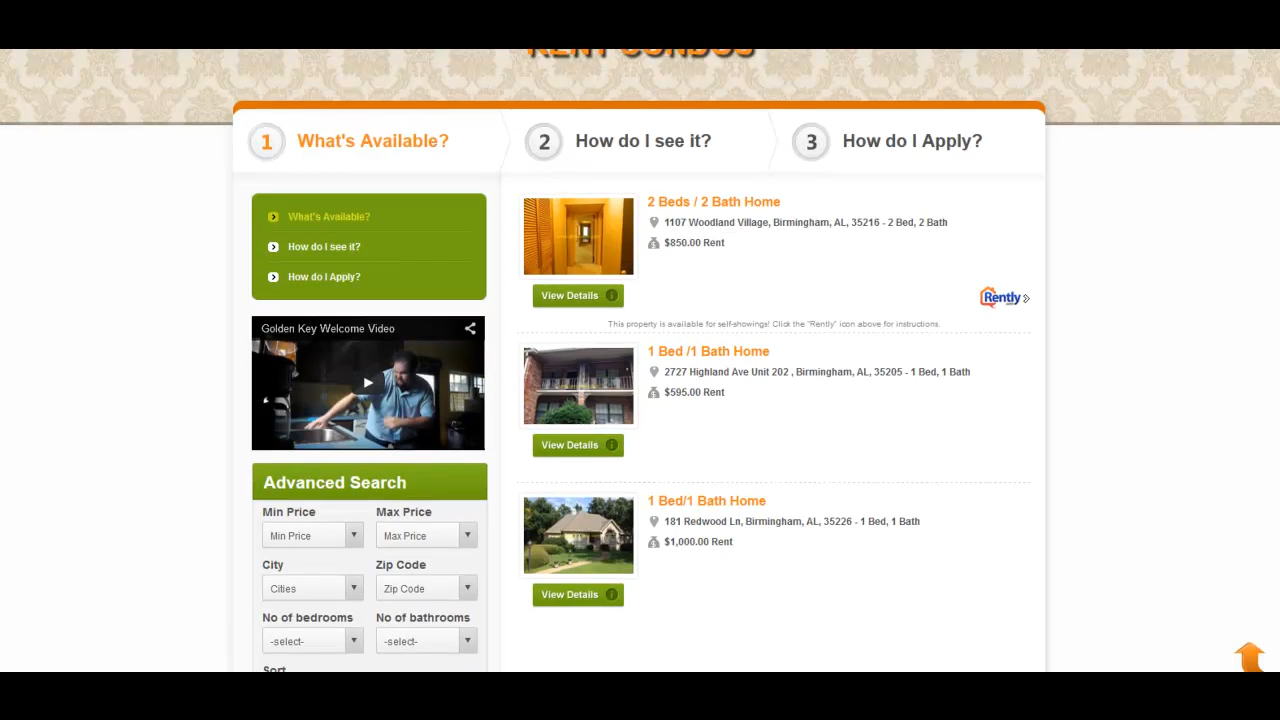 RENT CONDOS
1 What's Available? 2 How do I see it? 3 How do I Apply?
What's Available?
How do I see it?
How do I Apply?
Golden Key Welcome Video
Advanced Search
Min Price Max Price
Min Price Max Price
City Zip Code
Cities Zip Code
No of bedrooms No of bathrooms
-select- -select-
Sort
2 Beds / 2 Bath Home
1107 Woodland Village, Birmingham, AL, 35216 - 2 Bed, 2 Bath
$850.00 Rent
View Details
Rently
This property is available for self-showings! Click the "Rently" icon above for instructions.
1 Bed /1 Bath Home
2727 Highland Ave Unit 202 , Birmingham, AL, 35205 - 1 Bed, 1 Bath
$595.00 Rent
View Details
1 Bed/1 Bath Home
181 Redwood Ln, Birmingham, AL, 35226 - 1 Bed, 1 Bath
$1,000.00 Rent
View Details